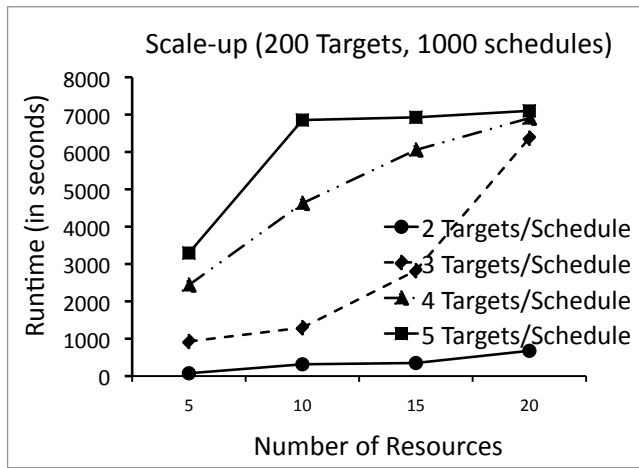 Scale-up (200 Targets, 1000 schedules)
8000
7000
6000
5000
4000
3000
2000
1000
0
Runtime (in seconds)
2 Targets/Schedule
3 Targets/Schedule
4 Targets/Schedule
5 Targets/Schedule
5 10 15 20
Number of Resources